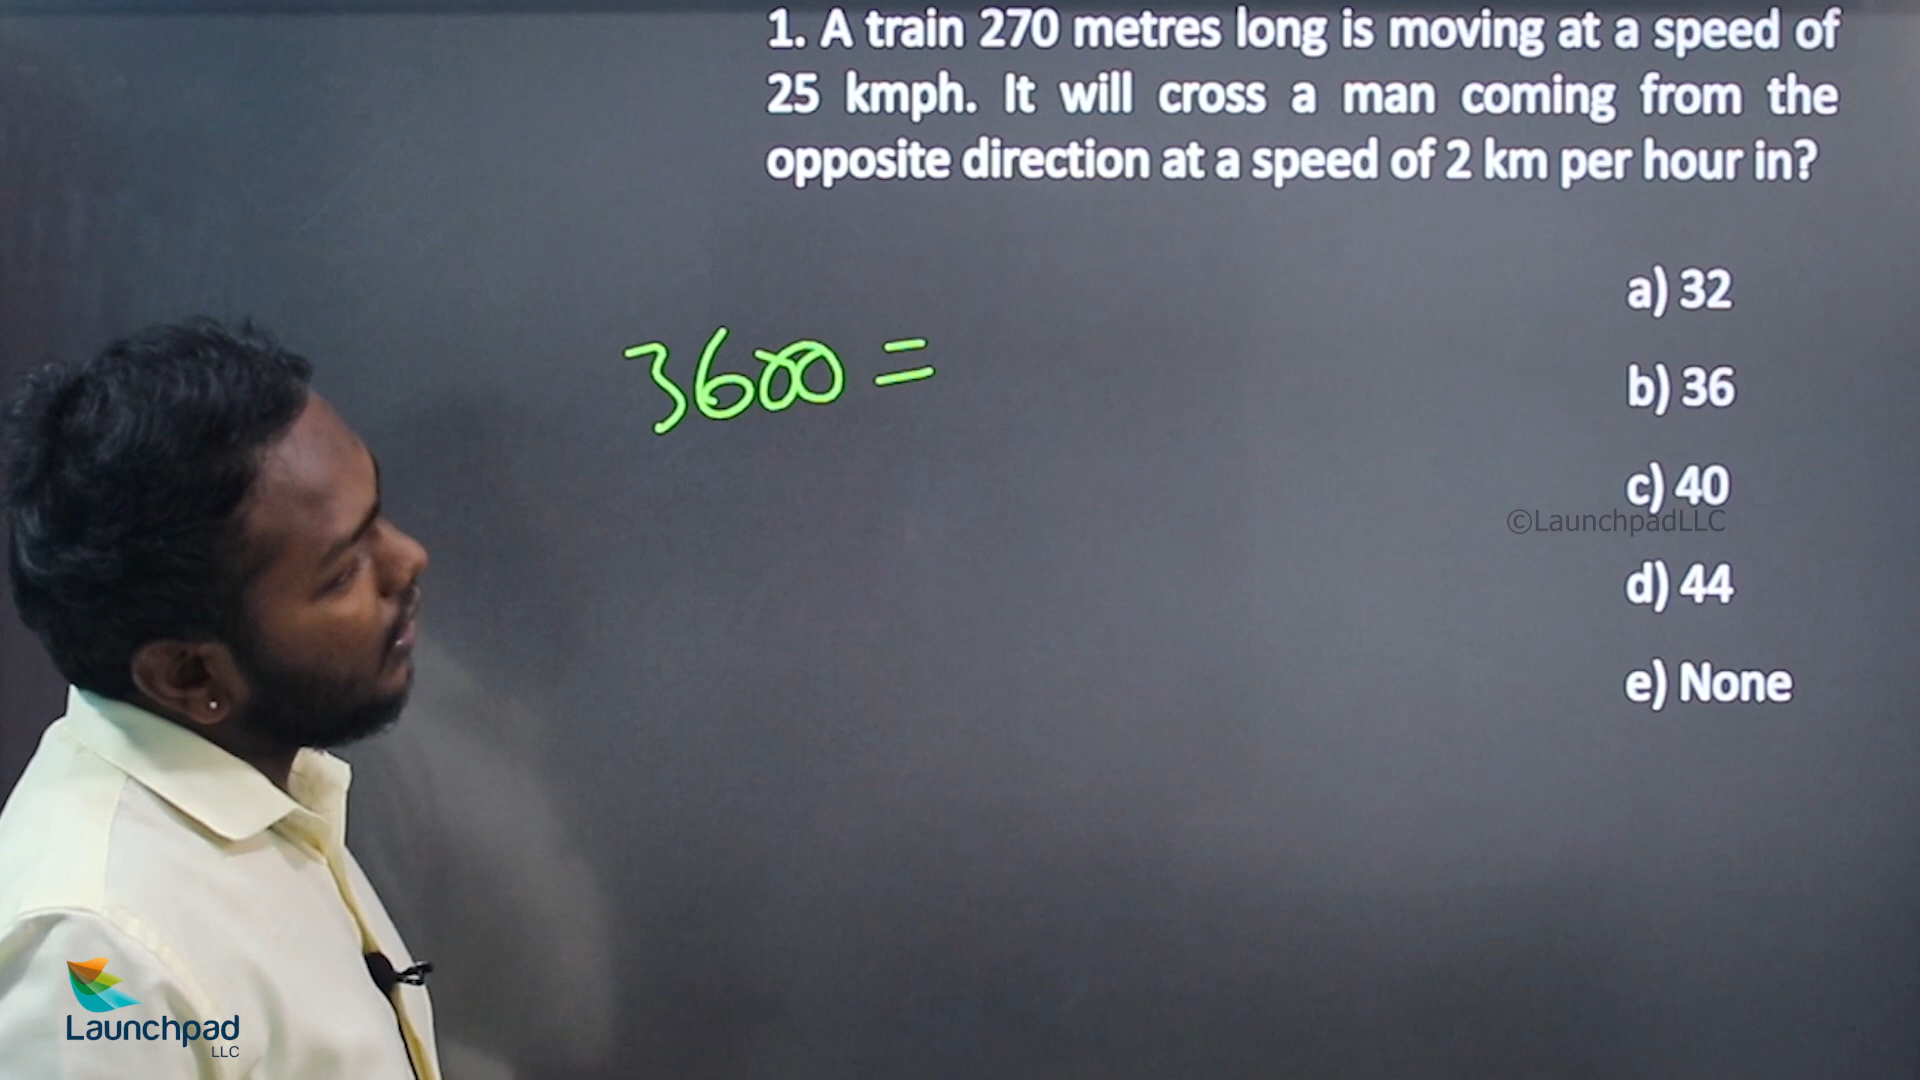 1. A train 270 metres long is moving at a speed of
25 kmph. It will cross a man coming from the
opposite direction at a speed of 2 km per hour in?
a) 32
3600 =
b) 36
c) 40
©LaunchpadLLC
d) 44
e) None
Launchpad
LLC